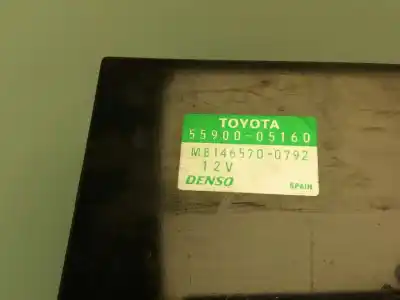 TOYOTA
55900-05160
MB146570-0792
12V
DENSO SPAIN